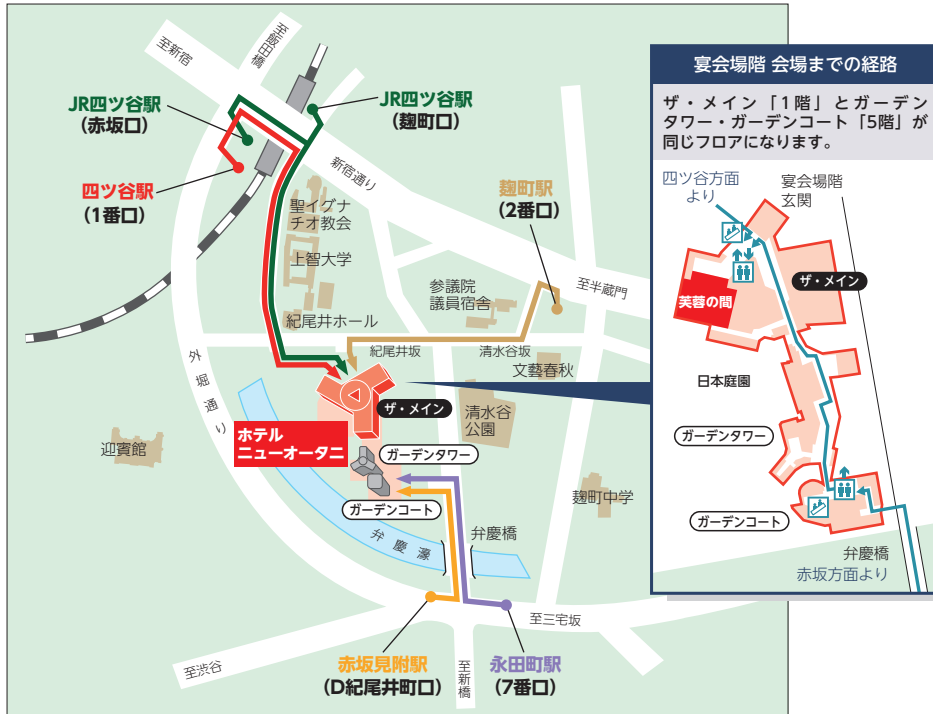 至新宿
至飯田橋
JR四ツ谷駅
(赤坂口)
JR四ツ谷駅
(麹町口)
四ツ谷駅
(1番口)
新宿通り
麹町駅
(2番口)
聖イグナ
チオ教会
上智大学
参議院
議員宿舎
至半蔵門
紀尾井ホール
紀尾井坂
清水谷坂
文藝春秋
外堀通り
ザ・メイン
清水谷
公園
ホテル
ニューオータニ
迎賓館
ガーデンタワー
ガーデンコート
麹町中学
弁慶濠
弁慶橋
至三宅坂
至渋谷
赤坂見附駅
(D紀尾井町口)
至新橋
永田町駅
(7番口)
宴会場階 会場までの経路
ザ・メイン「1階」とガーデン
タワー・ガーデンコート「5階」が
同じフロアになります。
四ツ谷方面
より
宴会場階
玄関
ザ・メイン
芙蓉の間
日本庭園
ガーデンタワー
ガーデンコート
弁慶橋
赤坂方面より